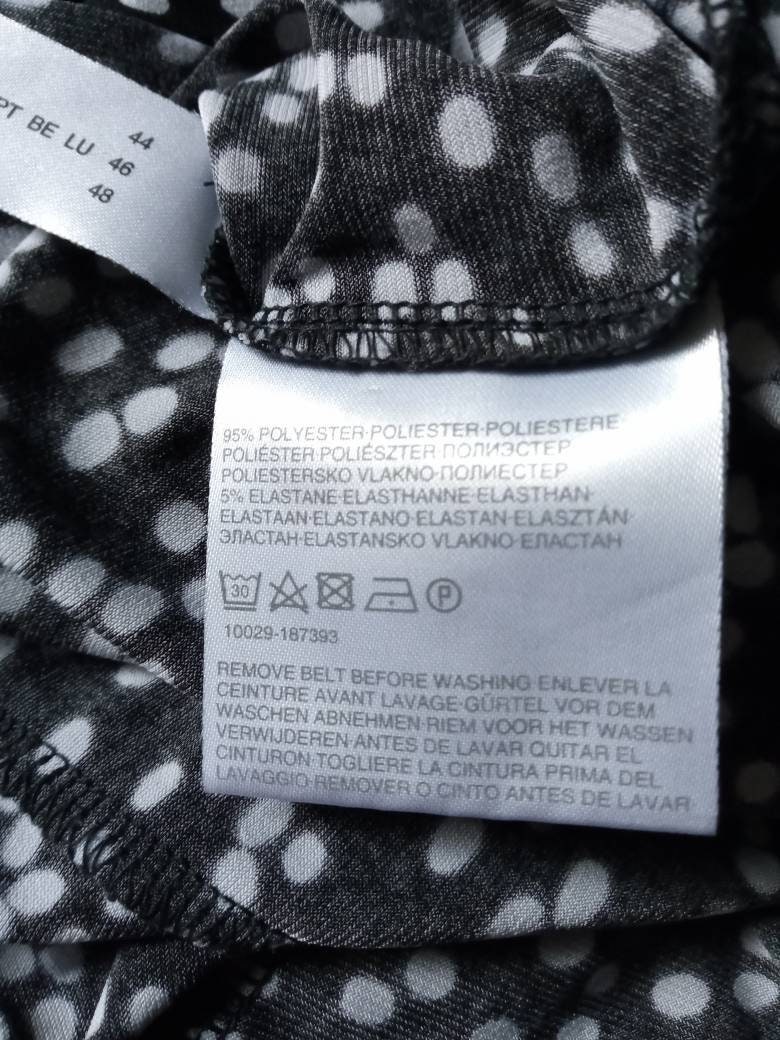 44
PT BE LU 46
48
95% POLYESTER·POLIESTER·POLIESTERE
POLIÉSTER·POLIÉSZTER·ПОЛИЭСТЕР
POLIESTERSKO VLAKNO·ПОЛИЕСТЕР
5% ELASTANE·ELASTHANNE·ELASTHAN·
ELASTAAN·ELASTANO·ELASTAN·ELASZTÁN·
ЭЛАСТАН·ELASTANSKO VLAKNO·ЕЛАСТАН
30 P
10029-187393
REMOVE BELT BEFORE WASHING ENLEVER LA
CEINTURE AVANT LAVAGE·GÜRTEL VOR DEM
WASCHEN ABNEHMEN·RIEM VOOR HET WASSEN
VERWIJDEREN·ANTES DE LAVAR QUITAR EL
CINTURON·TOGLIERE LA CINTURA PRIMA DEL
LAVAGGIO·REMOVER O CINTO ANTES DE LAVAR